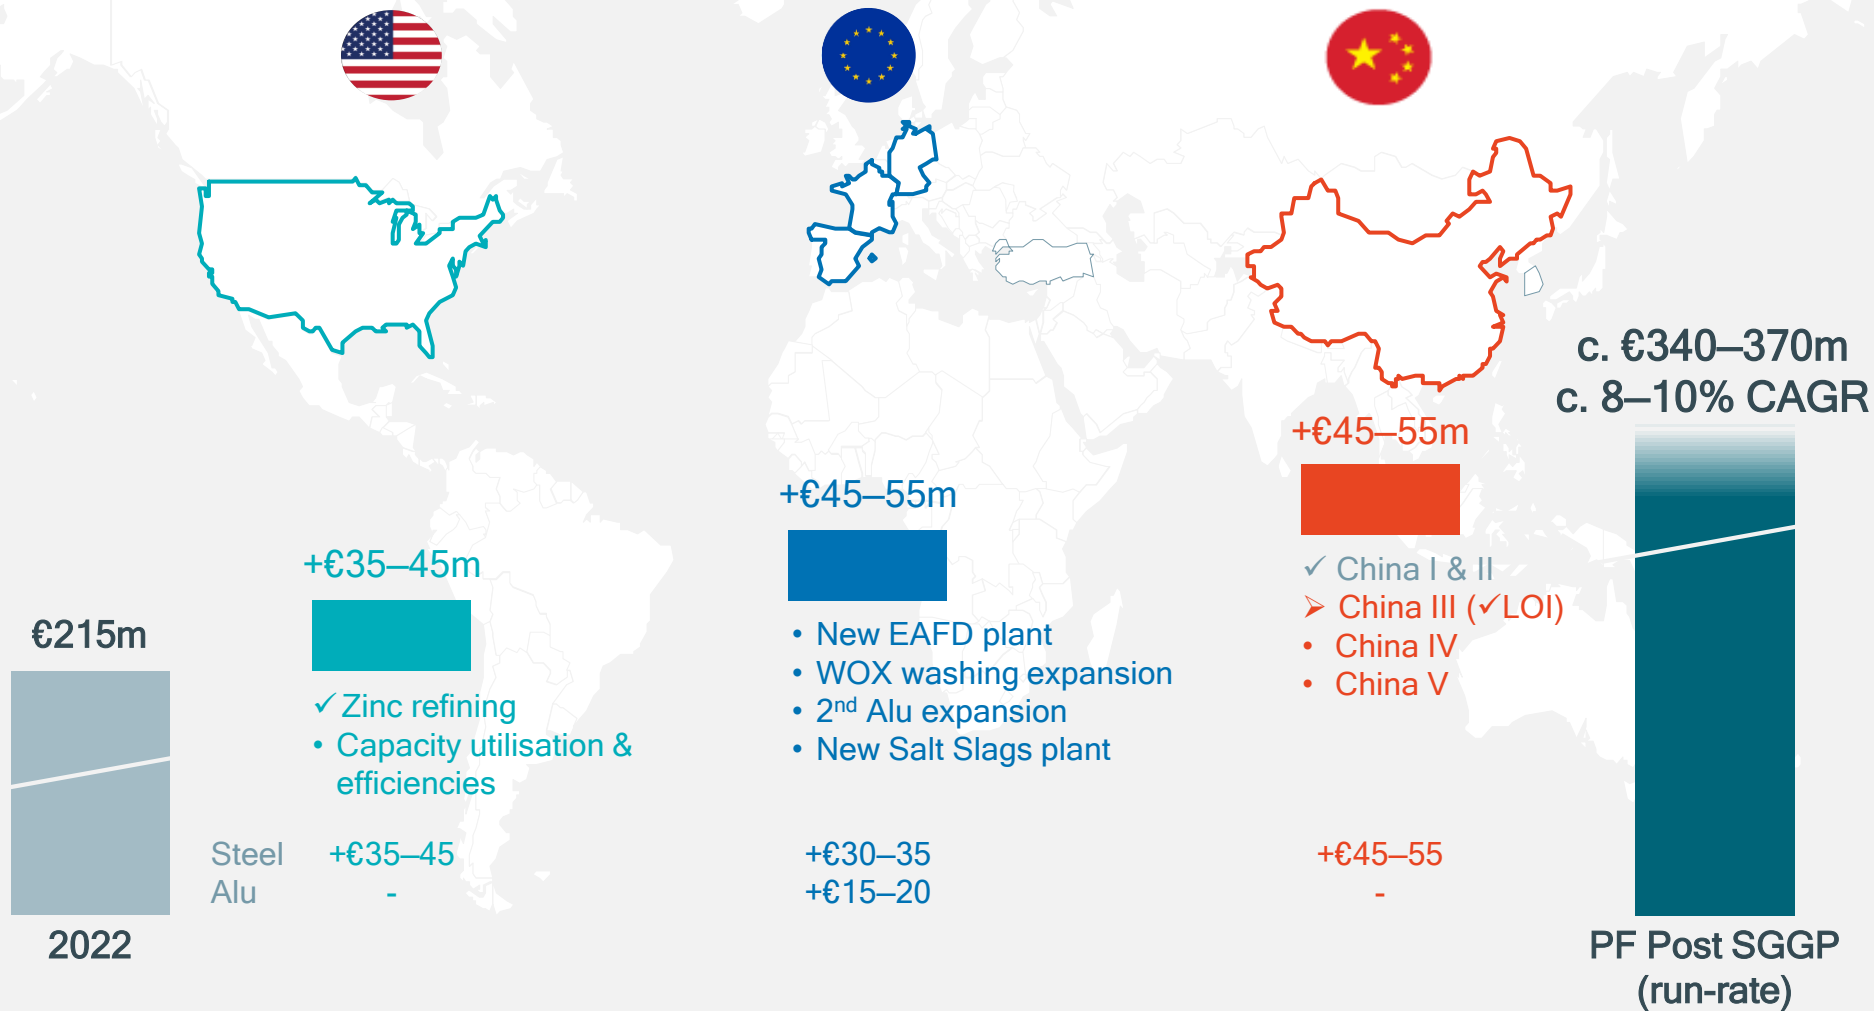 c. €340–370m
c. 8–10% CAGR
+€45–55m
+€45–55m
+€35–45m
€215m
✓ Zinc refining
• Capacity utilisation &
efficiencies
• New EAFD plant
• WOX washing expansion
• 2nd Alu expansion
• New Salt Slags plant
✓ China I & II
➢ China III (✓LOI)
• China IV
• China V
Steel +€35–45 +€30–35 +€45–55
Alu - +€15–20 -
2022
PF Post SGGP
(run-rate)